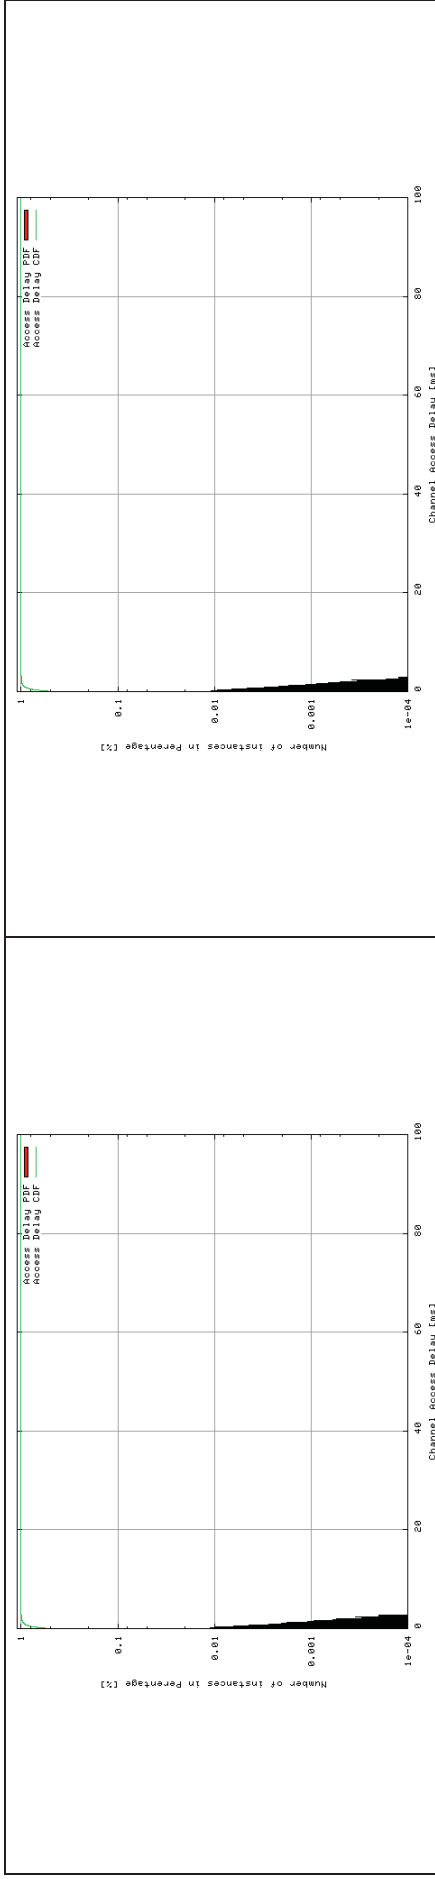 Number of instances in Perentage [%]
1
0.1
0.01
0.001
1e-04
Access Delay PDF
Access Delay CDF
0 20 40 60 80 100
Channel Access Delay [ms]
Number of instances in Perentage [%]
1
0.1
0.01
0.001
1e-04
Access Delay PDF
Access Delay CDF
0 20 40 60 80 100
Channel Access Delay [ms]